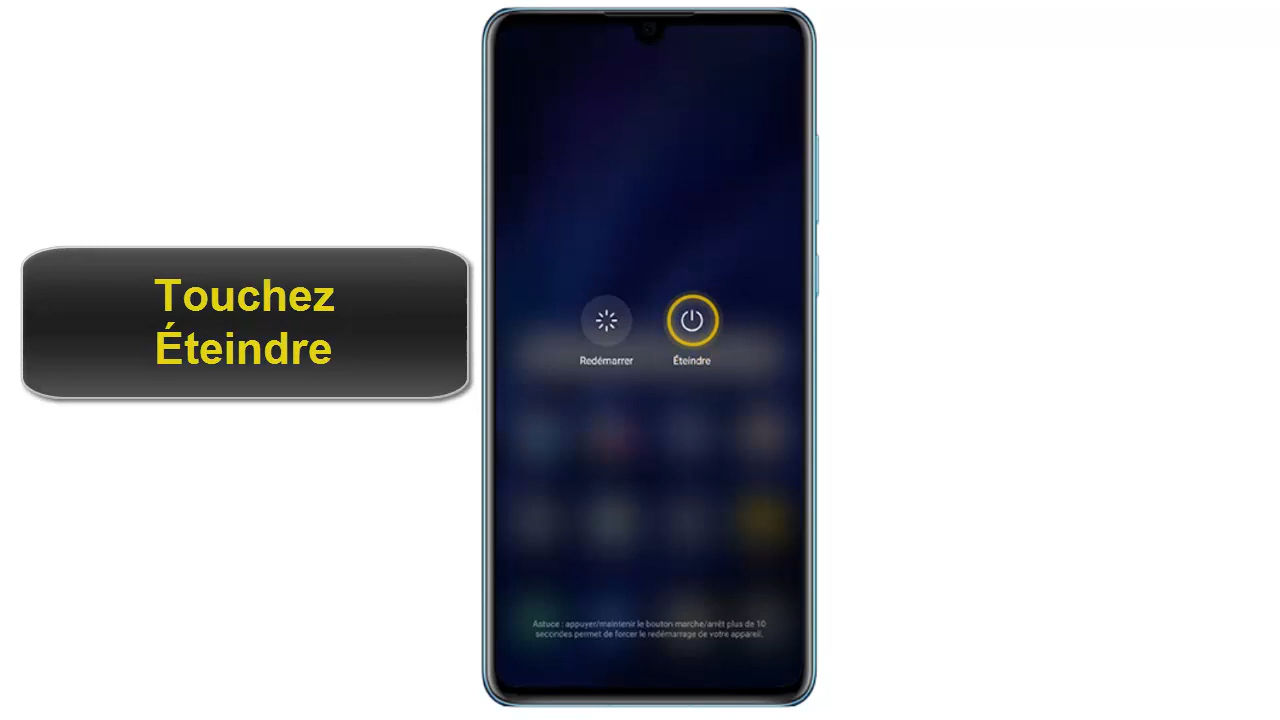 Touchez
Éteindre
Redémarrer
Éteindre
Astuce : appuyer/maintenir le bouton marche/arrêt plus de 10
secondes permet de forcer le redémarrage de votre appareil.